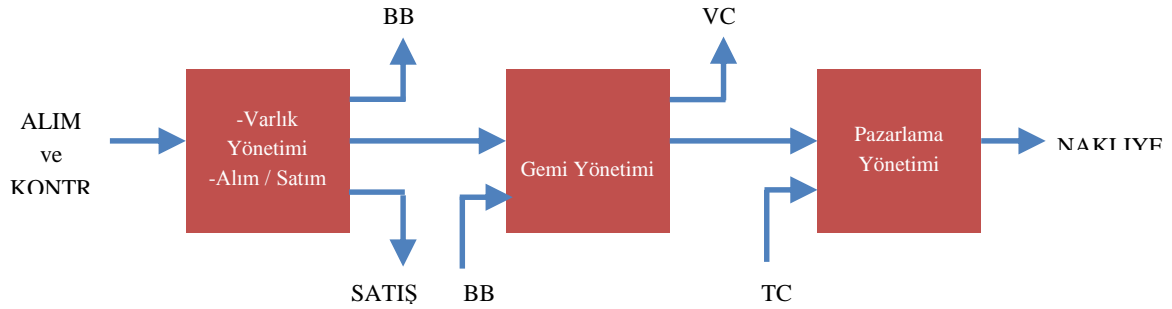 BB
VC
ALIM
ve
KONTR
-Varlık
Yönetimi
-Alım / Satım
Gemi Yönetimi
Pazarlama
Yönetimi
NAKLIYE
SATIŞ
BB
TC